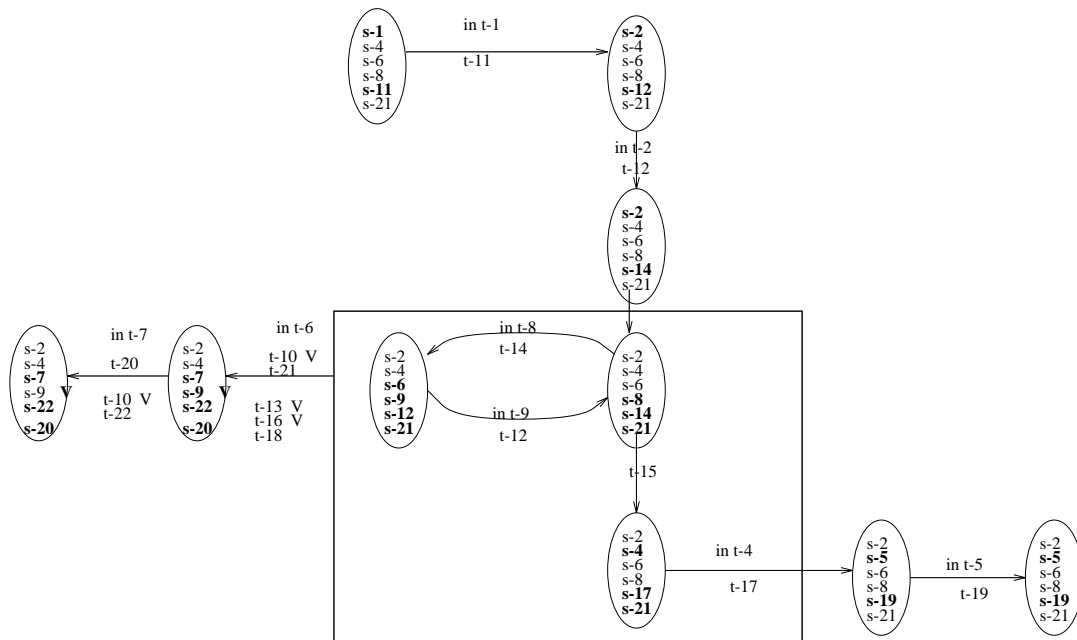 s-1
s-4
s-6
s-8
s-11
s-21
in t-1
t-11
s-2
s-4
s-6
s-8
s-12
s-21
in t-2
t-12
s-2
s-4
s-6
s-8
s-14
s-21
s-2
s-4
s-7
s-9 V
s-22
s-20
in t-7
t-20
t-10 V
t-22
s-2
s-4
s-7
s-9 V
s-22
s-20
in t-6
t-10 V
t-21
t-13 V
t-16 V
t-18
s-2
s-4
s-6
s-9
s-12
s-21
in t-8
t-14
in t-9
t-12
s-2
s-4
s-6
s-8
s-14
s-21
t-15
s-2
s-4
s-6
s-8
s-17
s-21
in t-4
t-17
s-2
s-5
s-6
s-8
s-19
s-21
in t-5
t-19
s-2
s-5
s-6
s-8
s-19
s-21